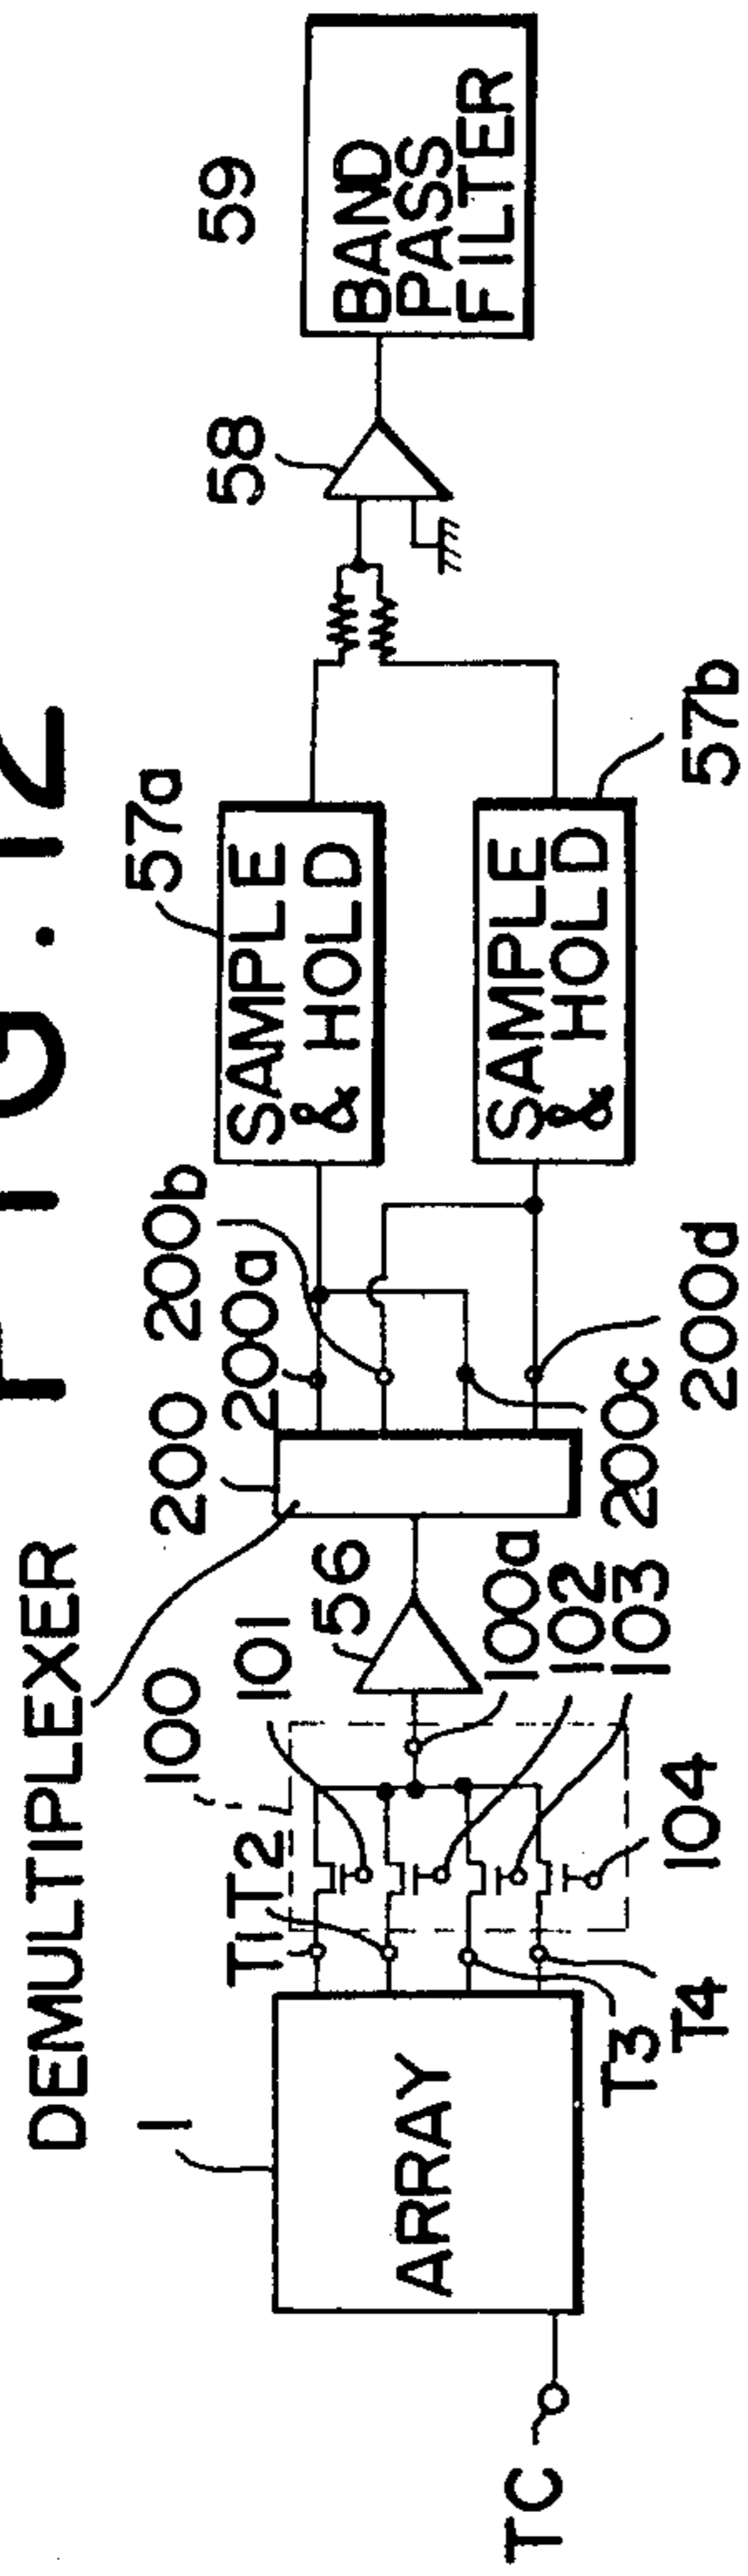 FIG. 12
DEMULTIPLEXER
59
58
57a
200b
200a
200
56
101
100
T1 T2
1
BAND
PASS
FILTER
SAMPLE
& HOLD
SAMPLE
& HOLD
57b
200d
200c
100a
102
103
104
ARRAY
T3
T4
TC